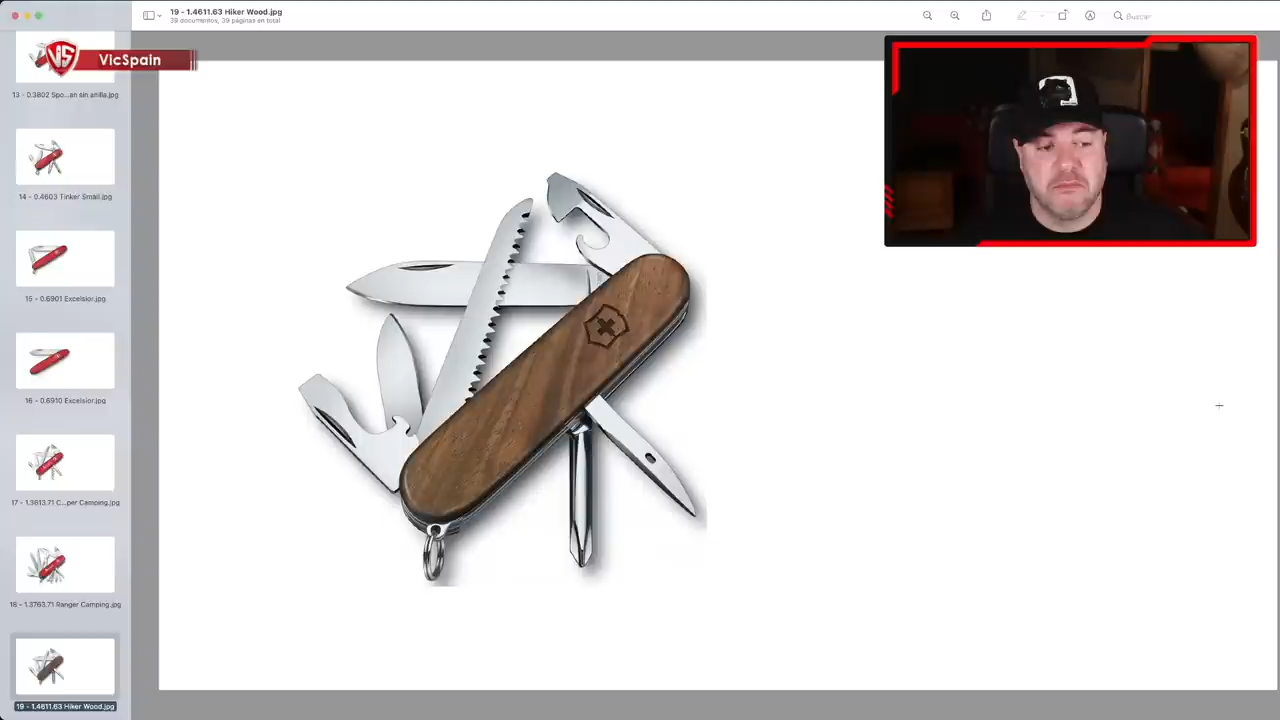 19 - 1.4611.63 Hiker Wood.jpg
39 documentos, 39 páginas en total
Buscar
VS
VicSpain
13 - 0.3802 Spo...an sin anilla.jpg
14 - 0.4603 Tinker Small.jpg
15 - 0.6901 Excelsior.jpg
16 - 0.6910 Excelsior.jpg
17 - 1.3613.71 C...per Camping.jpg
18 - 1.3763.71 Ranger Camping.jpg
19 - 1.4611.63 Hiker Wood.jpg